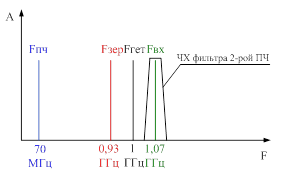 A
Fпч
Fзер
Fгет
Fвх
ЧХ фильтра 2-рой ПЧ
70
0,93
1
1,07
F
МГц
ГГц
ГГц
ГГц